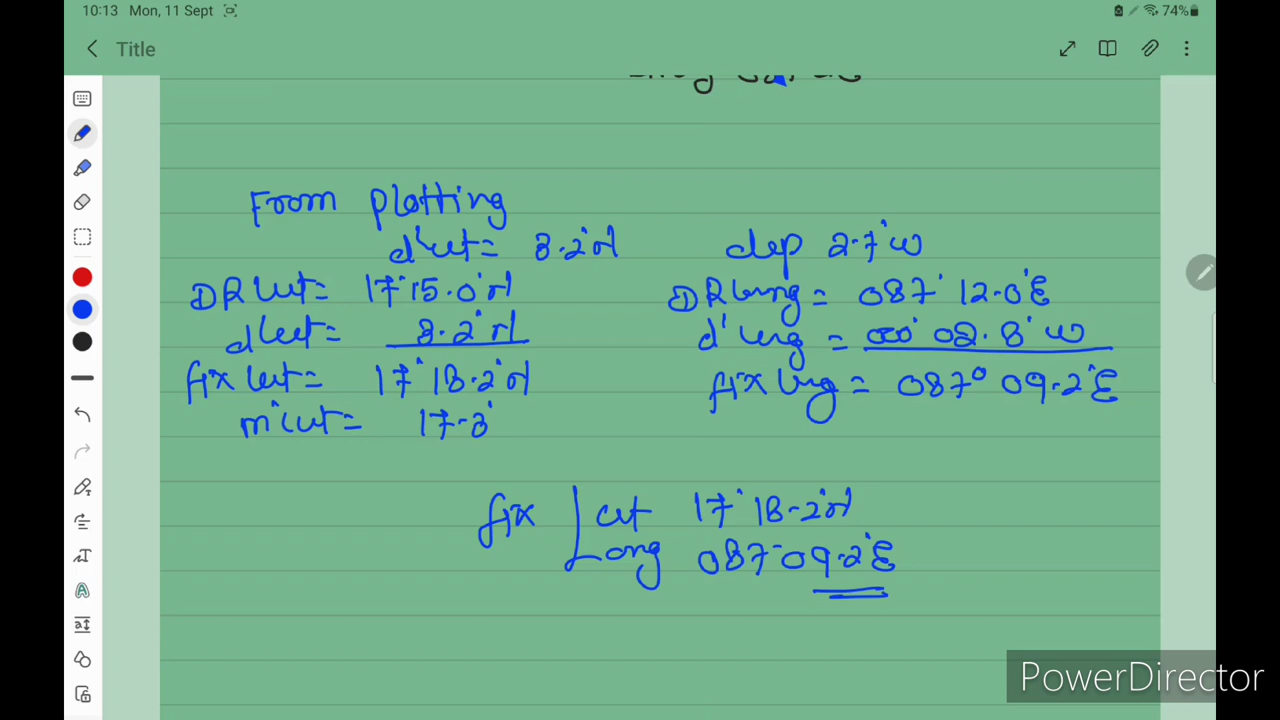 10:13 Mon, 11 Sept 74%
Title
From plotting
d'lat = 3.2'N dep 2.7'W
DR lat = 17°15.0'N DR long = 087° 12.0'E
d'lat = 3.2'N d'long = 000° 02.8'W
fix lat = 17° 18.2'N fix long = 087° 09.2'E
m'lat = 17.3°
fix lat 17° 18.2'N
Long 087° 09.2'E
PowerDirector